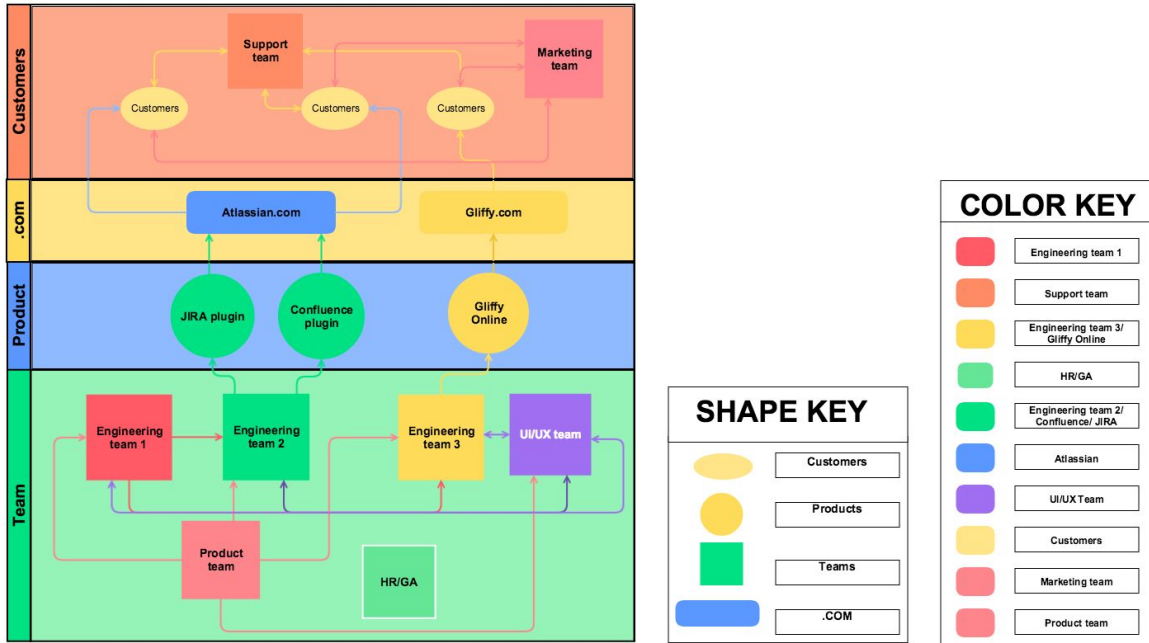 Customers
Support
team
Marketing
team
Customers
Customers
Customers
.com
Atlassian.com
Gliffy.com
Product
JIRA plugin
Confluence
plugin
Gliffy
Online
Team
Engineering
team 1
Engineering
team 2
Engineering
team 3
UI/UX team
Product
team
HR/GA
SHAPE KEY
Customers
Products
Teams
.COM
COLOR KEY
Engineering team 1
Support team
Engineering team 3/
Gliffy Online
HR/GA
Engineering team 2/
Confluence/ JIRA
Atlassian
UI/UX Team
Customers
Marketing team
Product team